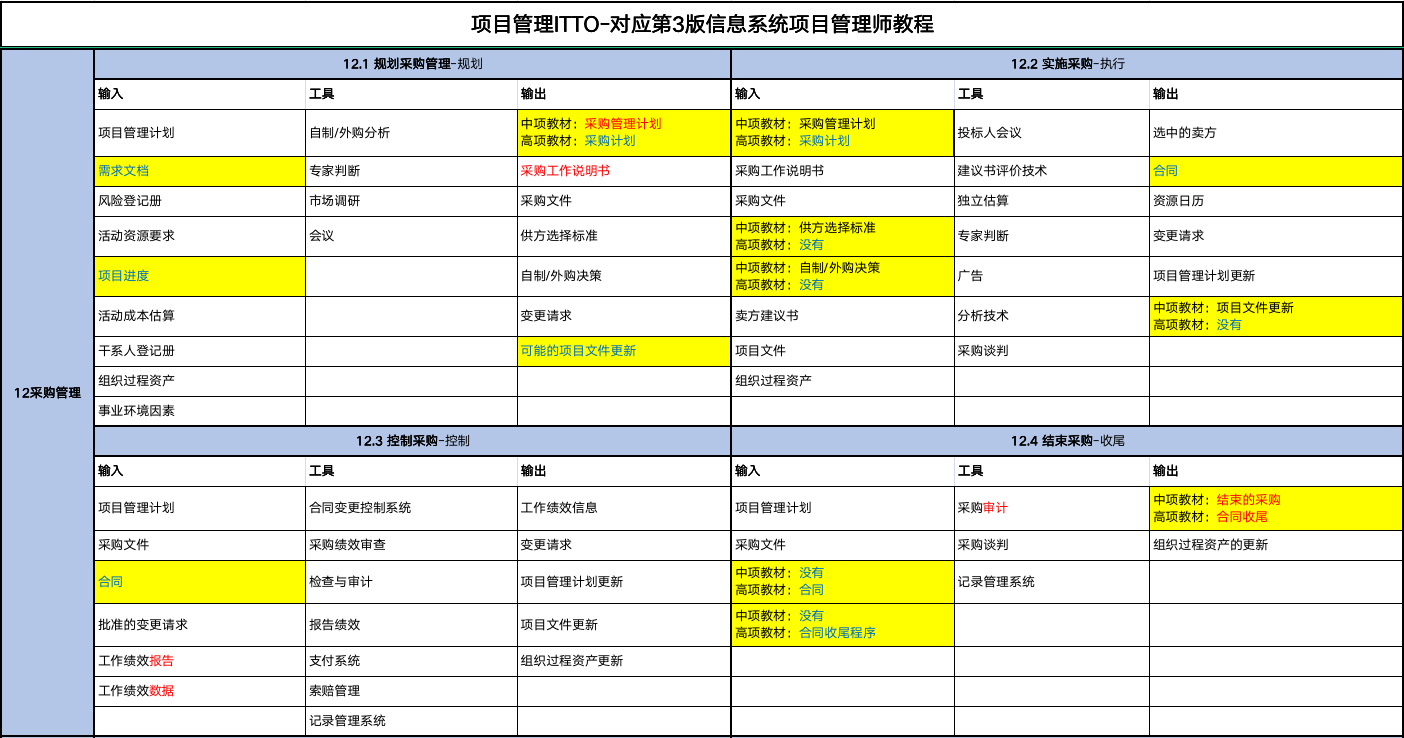 项目管理ITTO-对应第3版信息系统项目管理师教程
12采购管理
12.1 规划采购管理-规划
12.2 实施采购-执行
输入 工具 输出 输入 工具 输出
项目管理计划 自制/外购分析 中项教材：采购管理计划 中项教材：采购管理计划 投标人会议 选中的卖方
高项教材：采购计划 高项教材：采购计划
需求文档 专家判断 采购工作说明书 采购工作说明书 建议书评价技术 合同
风险登记册 市场调研 采购文件 采购文件 独立估算 资源日历
活动资源要求 会议 供方选择标准 中项教材：供方选择标准 专家判断 变更请求
高项教材：没有
项目进度 自制/外购决策 中项教材：自制/外购决策 广告 项目管理计划更新
高项教材：没有
活动成本估算 变更请求 卖方建议书 分析技术 中项教材：项目文件更新
高项教材：没有
干系人登记册 可能的项目文件更新 项目文件 采购谈判
组织过程资产 组织过程资产
事业环境因素
12.3 控制采购-控制
12.4 结束采购-收尾
输入 工具 输出 输入 工具 输出
项目管理计划 合同变更控制系统 工作绩效信息 项目管理计划 采购审计 中项教材：结束的采购
高项教材：合同收尾
采购文件 采购绩效审查 变更请求 采购文件 采购谈判 组织过程资产的更新
合同 检查与审计 项目管理计划更新 中项教材：没有 记录管理系统
高项教材：合同
批准的变更请求 报告绩效 项目文件更新 中项教材：没有
高项教材：合同收尾程序
工作绩效报告 支付系统 组织过程资产更新
工作绩效数据 索赔管理
记录管理系统